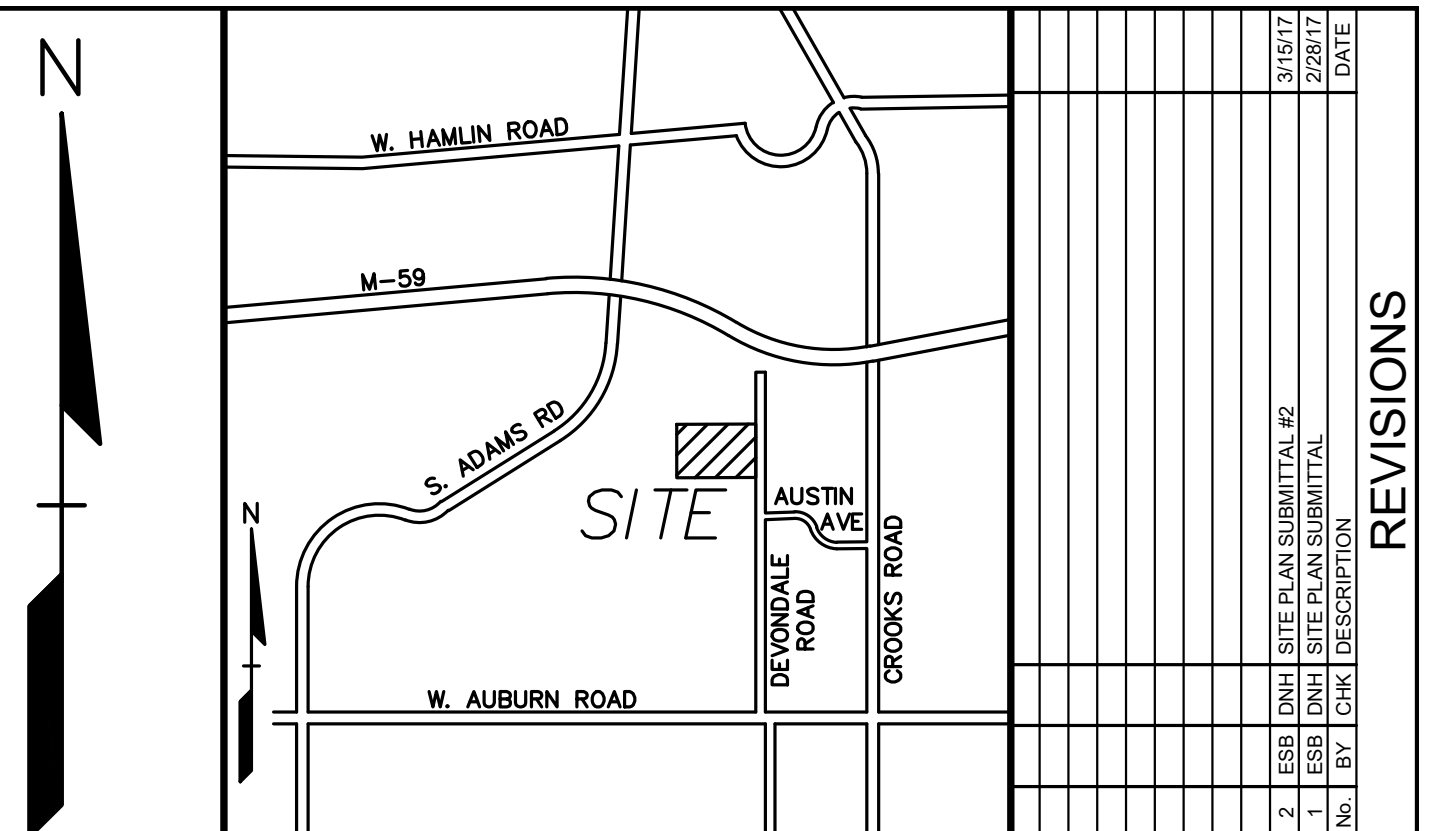 N
W. HAMLIN ROAD
M-59
S. ADAMS RD
SITE
N
AUSTIN
AVE
DEVONDALE
ROAD
CROOKS ROAD
W. AUBURN ROAD
2 ESB DNH SITE PLAN SUBMITTAL #2 3/15/17
1 ESB DNH SITE PLAN SUBMITTAL 2/28/17
No. BY CHK DESCRIPTION DATE
REVISIONS